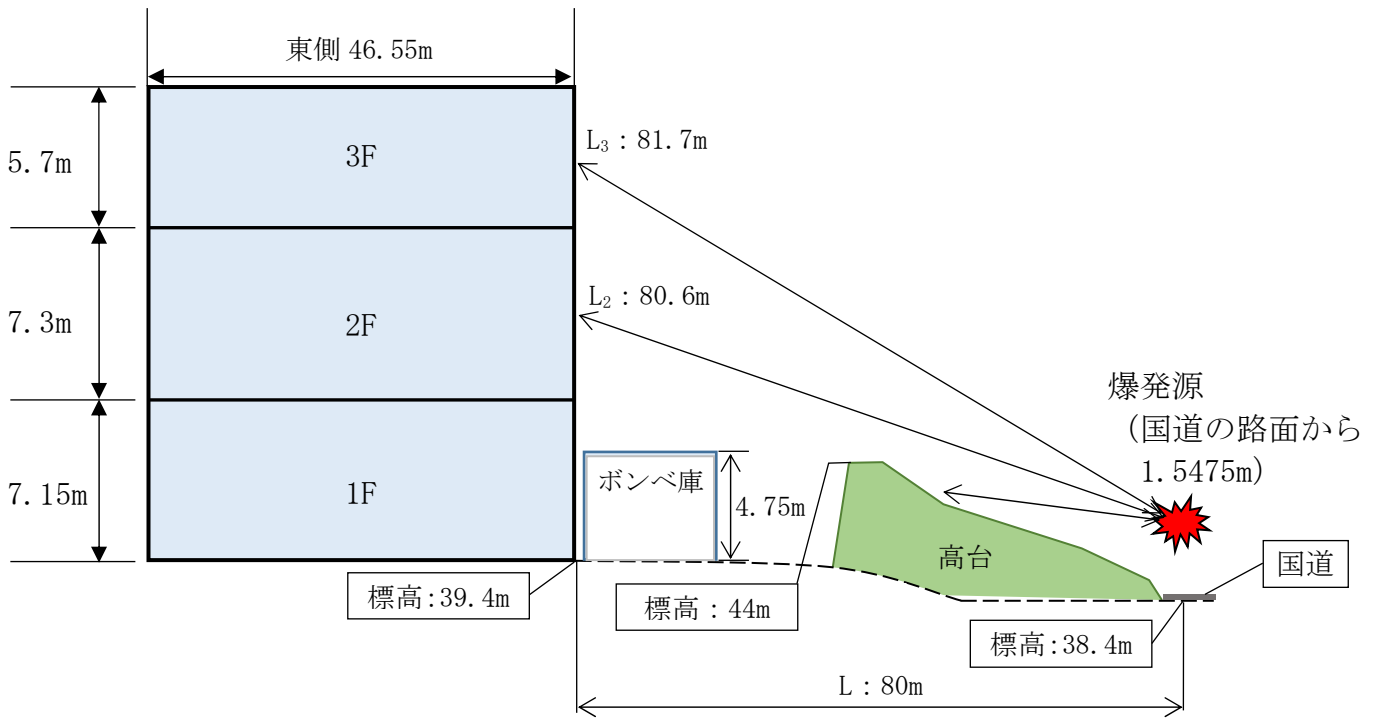 東側 46.55m
5.7m
3F
L₃：81.7m
7.3m
2F
L₂：80.6m
爆発源
（国道の路面から
1.5475m）
7.15m
1F
ボンベ庫
4.75m
高台
国道
標高:39.4m
標高：44m
標高:38.4m
L：80m